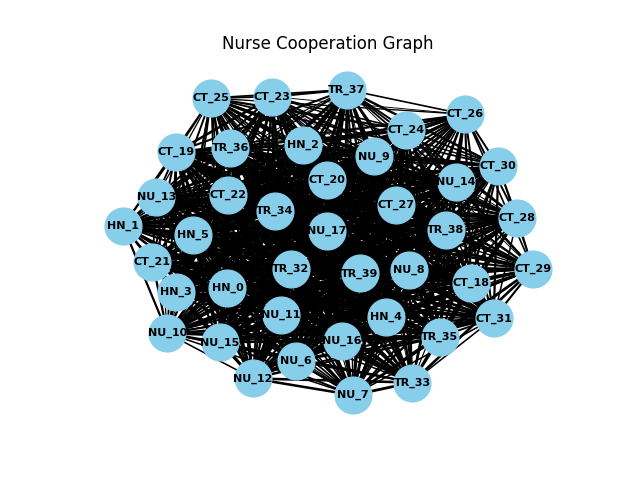 Nurse Cooperation Graph
TR_37
CT_25
CT_23
CT_26
CT_24
HN_2
TR_36
CT_19
NU_9
CT_30
CT_20
NU_14
CT_22
NU_13
CT_27
TR_34
CT_28
HN_1
TR_38
NU_17
HN_5
CT_21
CT_29
TR_32
NU_8
TR_39
CT_18
HN_0
HN_3
NU_11
HN_4
CT_31
NU_10
TR_35
NU_16
NU_15
NU_6
NU_12
TR_33
NU_7